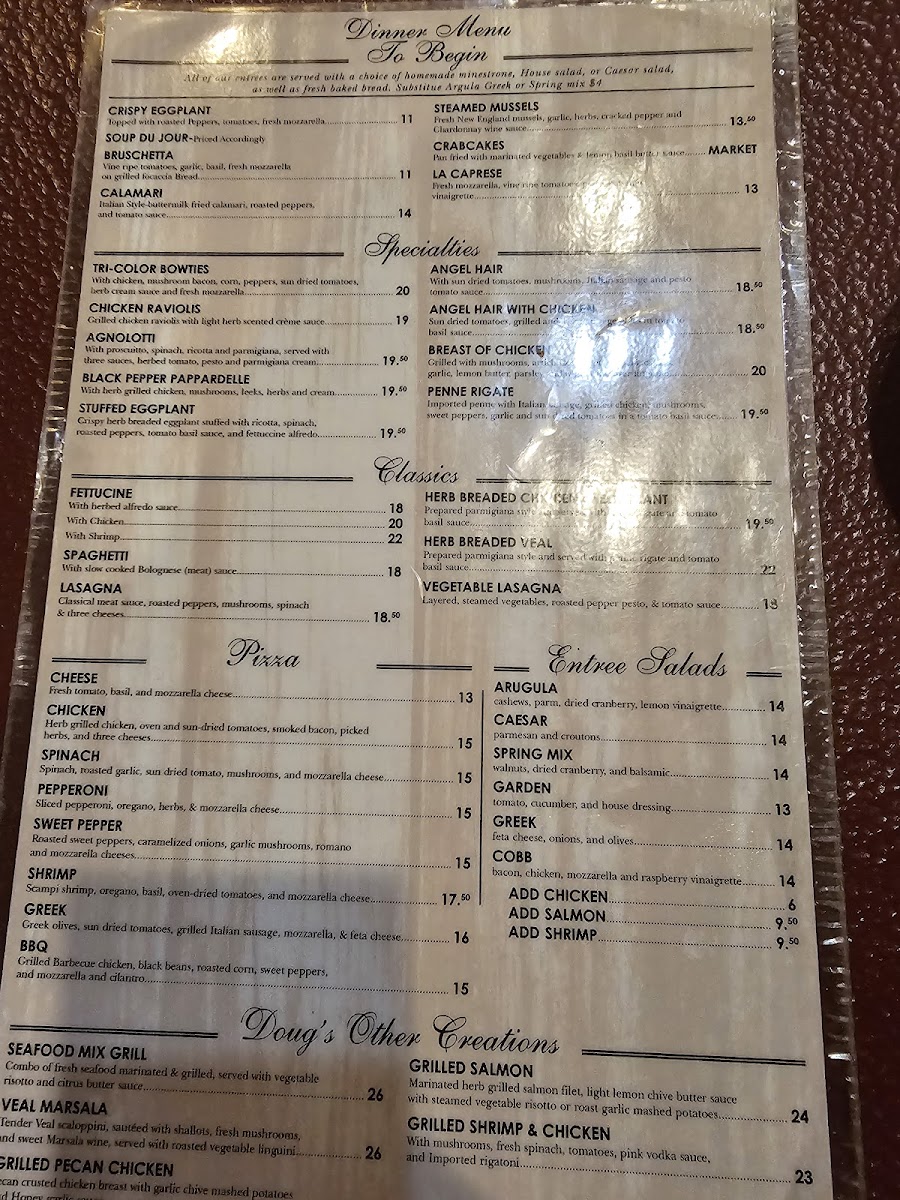 Dinner Menu
To Begin
All of our entrees are served with a choice of homemade minestrone, House salad, or Caesar salad,
as well as fresh baked bread. Substitue Argula Greek or Spring mix $4
CRISPY EGGPLANT
Topped with roasted Peppers, tomatoes, fresh mozzarella 11
SOUP DU JOUR-Priced Accordingly
BRUSCHETTA
Vine ripe tomatoes, garlic, basil, fresh mozzarella
on grilled focaccia Bread 11
CALAMARI
Italian Style-buttermilk fried calamari, roasted peppers,
and tomato sauce 14
STEAMED MUSSELS
Fresh New England mussels, garlic, herbs, cracked pepper and
Chardonnay wine sauce 13.50
CRABCAKES
Pan fried with marinated vegetables & lemon basil butter sauce MARKET
LA CAPRESE
Fresh mozzarella, vine ripe tomatoes
vinaigrette 13
Specialties
TRI-COLOR BOWTIES
With chicken, mushroom bacon, corn, peppers, sun dried tomatoes,
herb cream sauce and fresh mozzarella 20
CHICKEN RAVIOLIS
Grilled chicken raviolis with light herb scented crème sauce 19
AGNOLOTTI
With proscuitto, spinach, ricotta and parmigiana, served with
three sauces, herbed tomato, pesto and parmigiana cream 19.50
BLACK PEPPER PAPPARDELLE
With herb grilled chicken, mushrooms, leeks, herbs and cream 19.50
STUFFED EGGPLANT
Crispy herb breaded eggplant stuffed with ricotta, spinach,
roasted peppers, tomato basil sauce, and fettuccine alfredo 19.50
ANGEL HAIR
With sun dried tomatoes, mushrooms, Italian sausage and pesto
tomato sauce 18.50
ANGEL HAIR WITH CHICKEN
Sun dried tomatoes, grilled tomato
basil sauce 18.50
BREAST OF CHICKEN
Grilled with mushrooms,
garlic, lemon butter, 20
PENNE RIGATE
Imported penne with Italian sausage, grilled chicken, mushrooms,
sweet peppers, garlic and sun dried tomatoes in a tomato basil sauce 19.50
Classics
FETTUCINE
With herbed alfredo sauce 18
With Chicken 20
With Shrimp 22
SPAGHETTI
With slow cooked Bolognese (meat) sauce 18
LASAGNA
Classical meat sauce, roasted peppers, mushrooms, spinach
& three cheeses 18.50
HERB BREADED
Prepared parmigiana style tomato
basil sauce 19.50
HERB BREADED VEAL
Prepared parmigiana style and served with penne rigate and tomato
basil sauce 22
VEGETABLE LASAGNA
Layered, steamed vegetables, roasted pepper pesto, & tomato sauce 18
Pizza
CHEESE
Fresh tomato, basil, and mozzarella cheese 13
CHICKEN
Herb grilled chicken, oven and sun-dried tomatoes, smoked bacon, picked
herbs, and three cheeses 15
SPINACH
Spinach, roasted garlic, sun dried tomato, mushrooms, and mozzarella cheese 15
PEPPERONI
Sliced pepperoni, oregano, herbs, & mozzarella cheese 15
SWEET PEPPER
Roasted sweet peppers, caramelized onions, garlic mushrooms, romano
and mozzarella cheeses 15
SHRIMP
Scampi shrimp, oregano, basil, oven-dried tomatoes, and mozzarella cheese 17.50
GREEK
Greek olives, sun dried tomatoes, grilled Italian sausage, mozzarella, & feta cheese 16
BBQ
Grilled Barbecue chicken, black beans, roasted corn, sweet peppers,
and mozzarella and cilantro 15
Entree Salads
ARUGULA
cashews, parm, dried cranberry, lemon vinaigrette 14
CAESAR
parmesan and croutons 14
SPRING MIX
walnuts, dried cranberry, and balsamic 14
GARDEN
tomato, cucumber, and house dressing 13
GREEK
feta cheese, onions, and olives 14
COBB
bacon, chicken, mozzarella and raspberry vinaigrette 14
ADD CHICKEN 6
ADD SALMON 9.50
ADD SHRIMP 9.50
Doug's Other Creations
SEAFOOD MIX GRILL
Combo of fresh seafood marinated & grilled, served with vegetable
risotto and citrus butter sauce 26
VEAL MARSALA
Tender Veal scaloppini, sautéed with shallots, fresh mushrooms,
and sweet Marsala wine, served with roasted vegetable linguini 26
GRILLED PECAN CHICKEN
Pecan crusted chicken breast with garlic chive mashed potatoes
GRILLED SALMON
Marinated herb grilled salmon filet, light lemon chive butter sauce
with steamed vegetable risotto or roast garlic mashed potatoes 24
GRILLED SHRIMP & CHICKEN
With mushrooms, fresh spinach, tomatoes, pink vodka sauce,
and Imported rigatoni 23